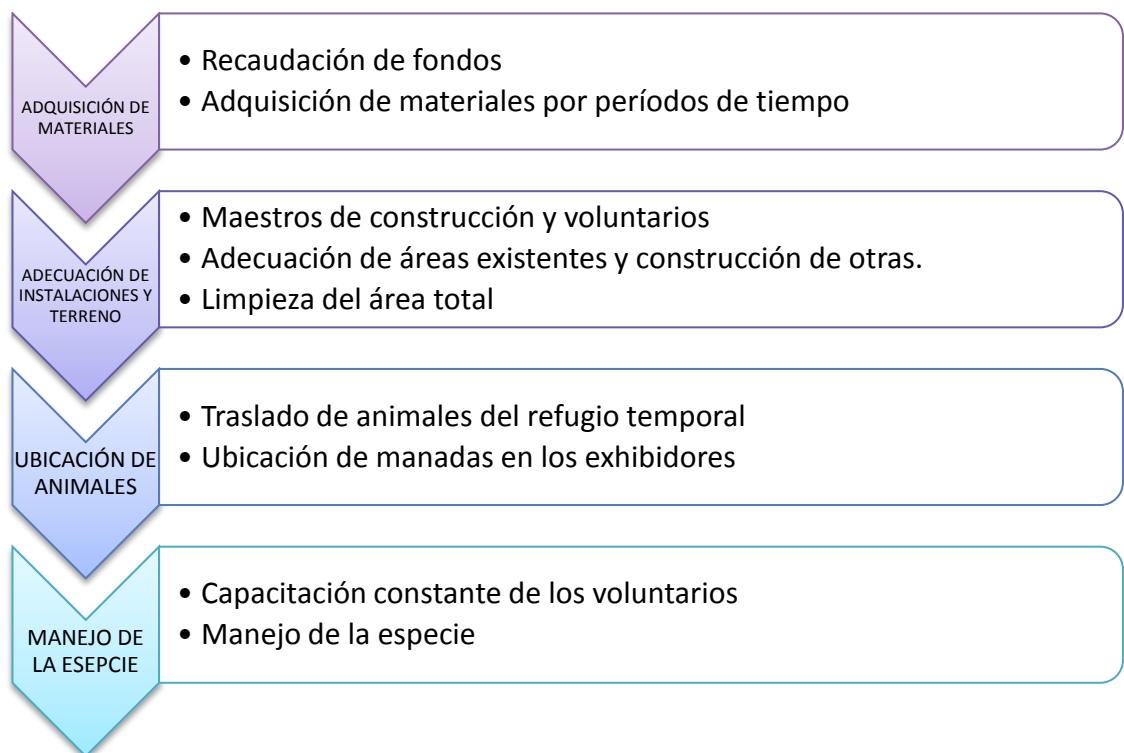 ADQUISICIÓN DE
MATERIALES
• Recaudación de fondos
• Adquisición de materiales por períodos de tiempo
ADECUACIÓN DE
INSTALACIONES Y
TERRENO
• Maestros de construcción y voluntarios
• Adecuación de áreas existentes y construcción de otras.
• Limpieza del área total
UBICACIÓN DE
ANIMALES
• Traslado de animales del refugio temporal
• Ubicación de manadas en los exhibidores
MANEJO DE
LA ESEPCIE
• Capacitación constante de los voluntarios
• Manejo de la especie